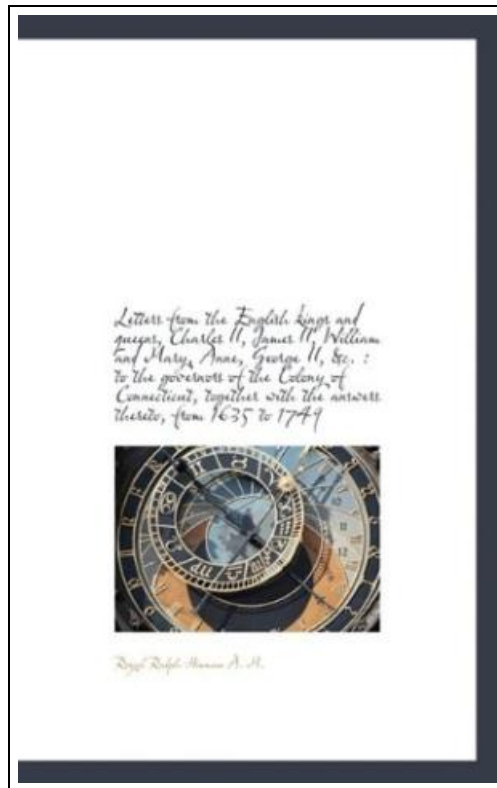 Letters from the English kings and
queens, Charles II, James II, William
and Mary, Anne, George II, &c. :
to the governors of the Colony of
Connecticut, together with the answers
thereto, from 1635 to 1749
Ralph